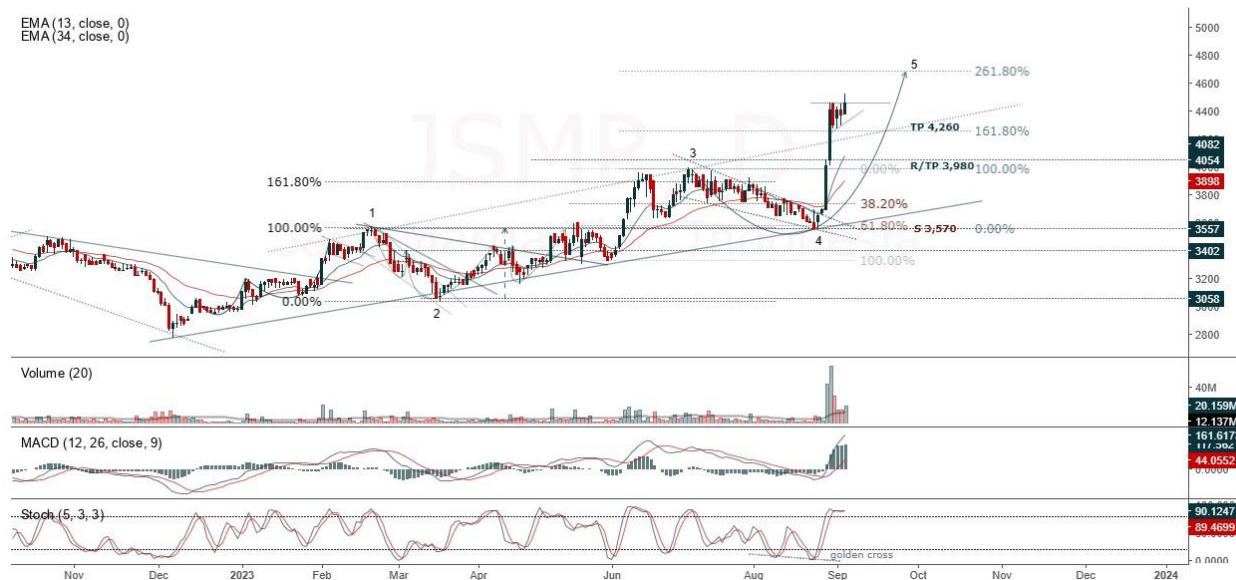 EMA (13, close, 0)
EMA (34, close, 0)
JSMR, D
5000
4800
4600
4400
4082
4054
3898
3557
3402
3200
3058
2800
5
261.80%
TP 4,260
161.80%
3
R/TP 3,980
0.00%
100.00%
161.80%
38.20%
1
100.00%
61.80%
S 3,570
0.00%
4
100.00%
0.00%
2
Volume (20)
40M
20.159M
12.137M
MACD (12, 26, close, 9)
161.6173
44.0552
Stoch (5, 3, 3)
90.1247
89.4699
0.0000
golden cross
Nov
Dec
2023
Feb
Mar
Apr
Jun
Aug
Sep
Oct
Nov
Dec
2024